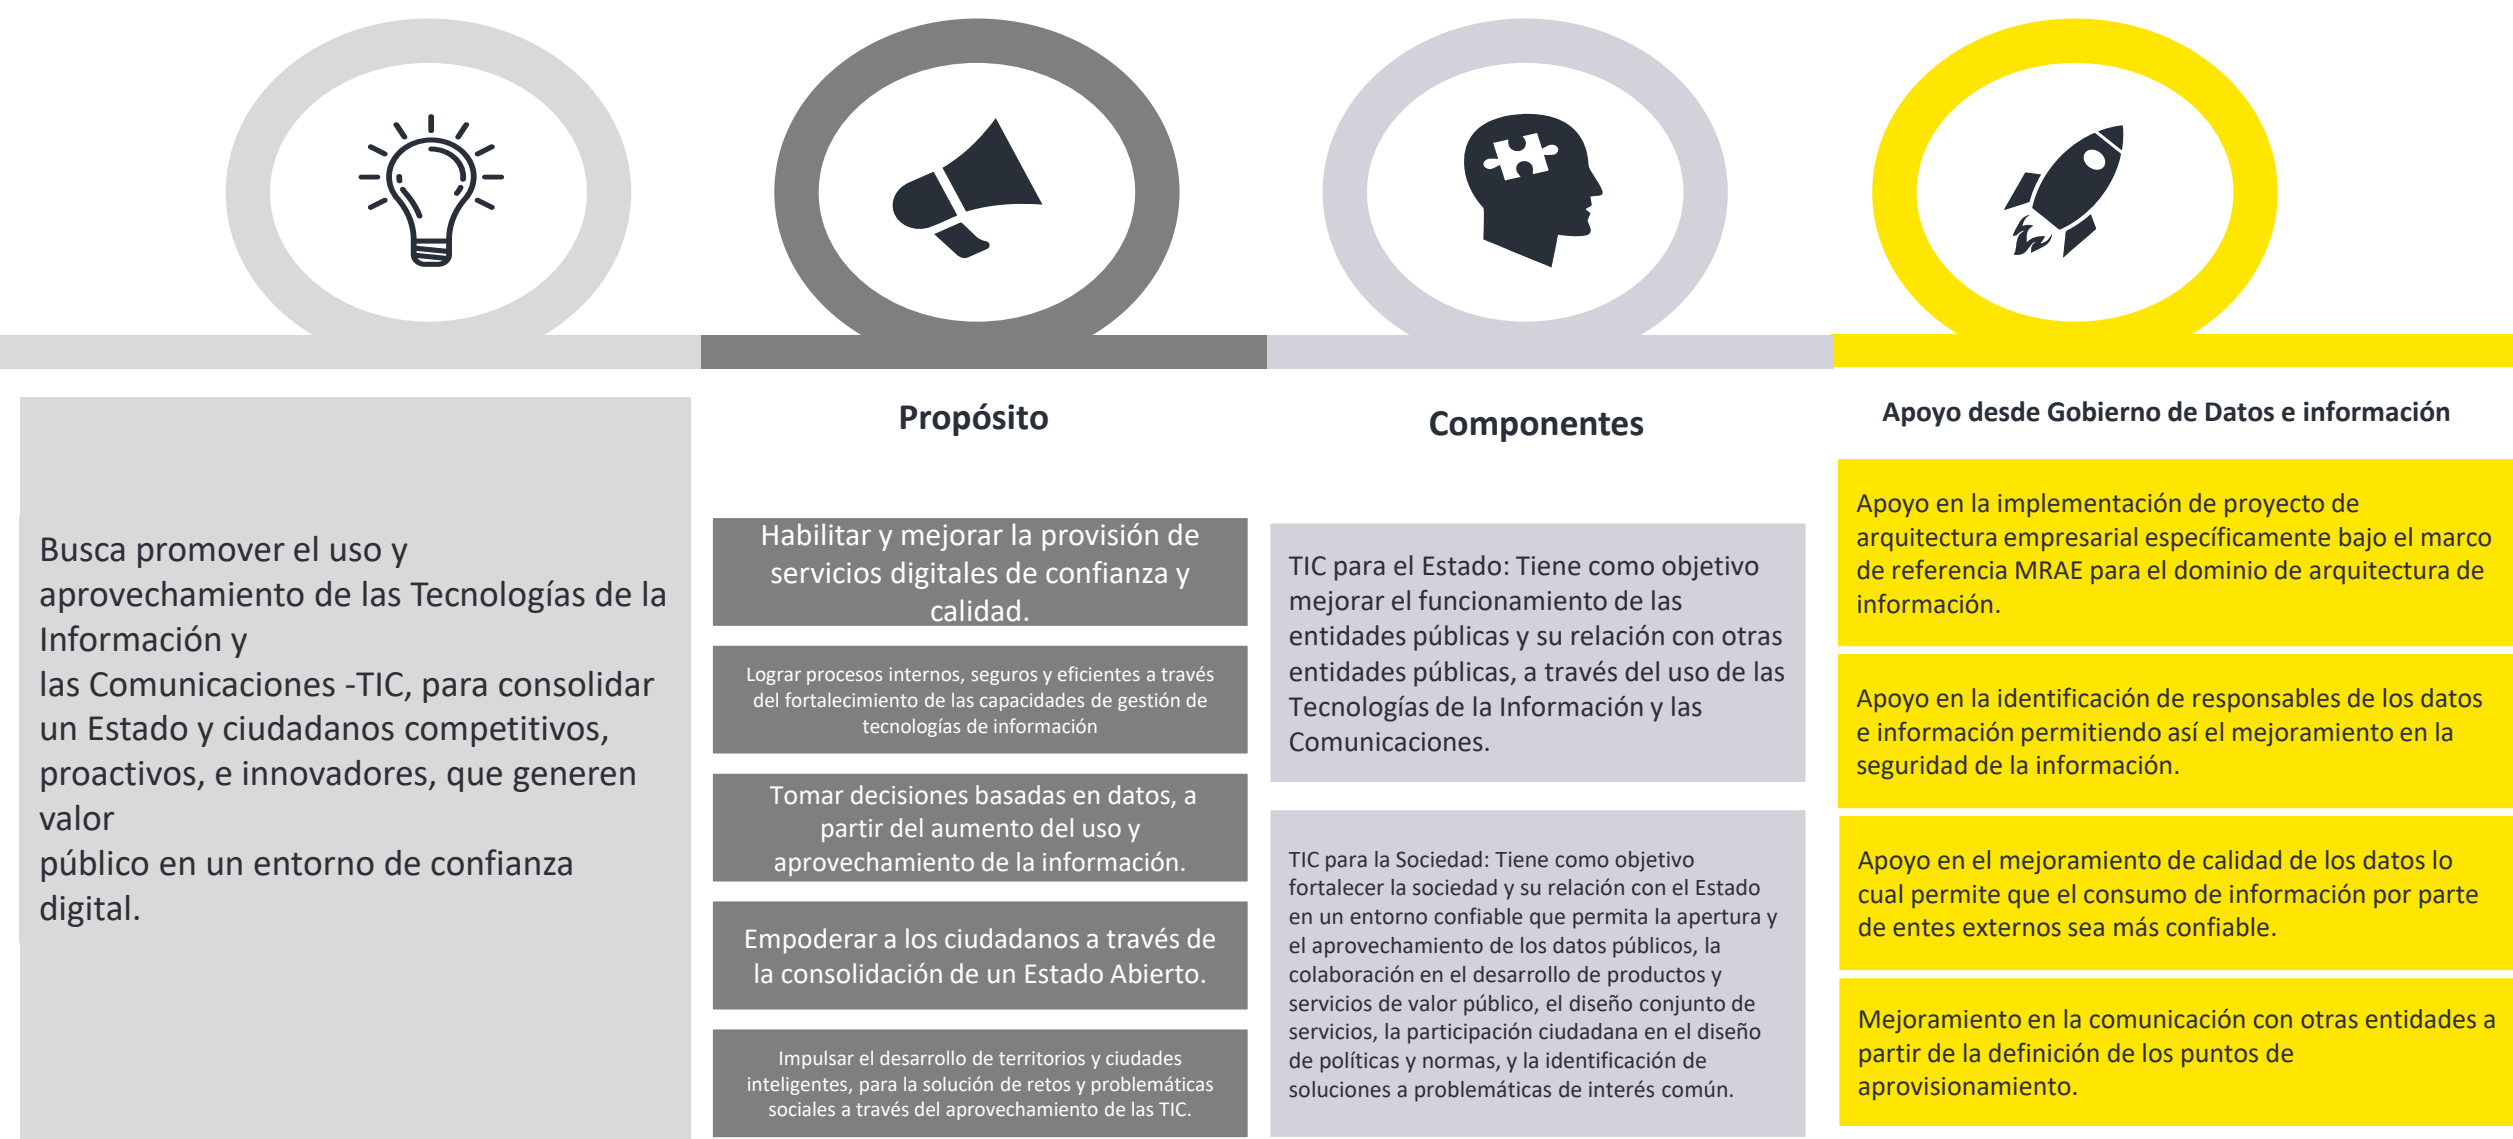 Busca promover el uso y
aprovechamiento de las Tecnologías de la
Información y
las Comunicaciones -TIC, para consolidar
un Estado y ciudadanos competitivos,
proactivos, e innovadores, que generen
valor
público en un entorno de confianza
digital.
Propósito
Habilitar y mejorar la provisión de
servicios digitales de confianza y
calidad.
Lograr procesos internos, seguros y eficientes a través
del fortalecimiento de las capacidades de gestión de
tecnologías de información
Tomar decisiones basadas en datos, a
partir del aumento del uso y
aprovechamiento de la información.
Empoderar a los ciudadanos a través de
la consolidación de un Estado Abierto.
Impulsar el desarrollo de territorios y ciudades
inteligentes, para la solución de retos y problemáticas
sociales a través del aprovechamiento de las TIC.
Componentes
TIC para el Estado: Tiene como objetivo
mejorar el funcionamiento de las
entidades públicas y su relación con otras
entidades públicas, a través del uso de las
Tecnologías de la Información y las
Comunicaciones.
TIC para la Sociedad: Tiene como objetivo
fortalecer la sociedad y su relación con el Estado
en un entorno confiable que permita la apertura y
el aprovechamiento de los datos públicos, la
colaboración en el desarrollo de productos y
servicios de valor público, el diseño conjunto de
servicios, la participación ciudadana en el diseño
de políticas y normas, y la identificación de
soluciones a problemáticas de interés común.
Apoyo desde Gobierno de Datos e información
Apoyo en la implementación de proyecto de
arquitectura empresarial específicamente bajo el marco
de referencia MRAE para el dominio de arquitectura de
información.
Apoyo en la identificación de responsables de los datos
e información permitiendo así el mejoramiento en la
seguridad de la información.
Apoyo en el mejoramiento de calidad de los datos lo
cual permite que el consumo de información por parte
de entes externos sea más confiable.
Mejoramiento en la comunicación con otras entidades a
partir de la definición de los puntos de
aprovisionamiento.